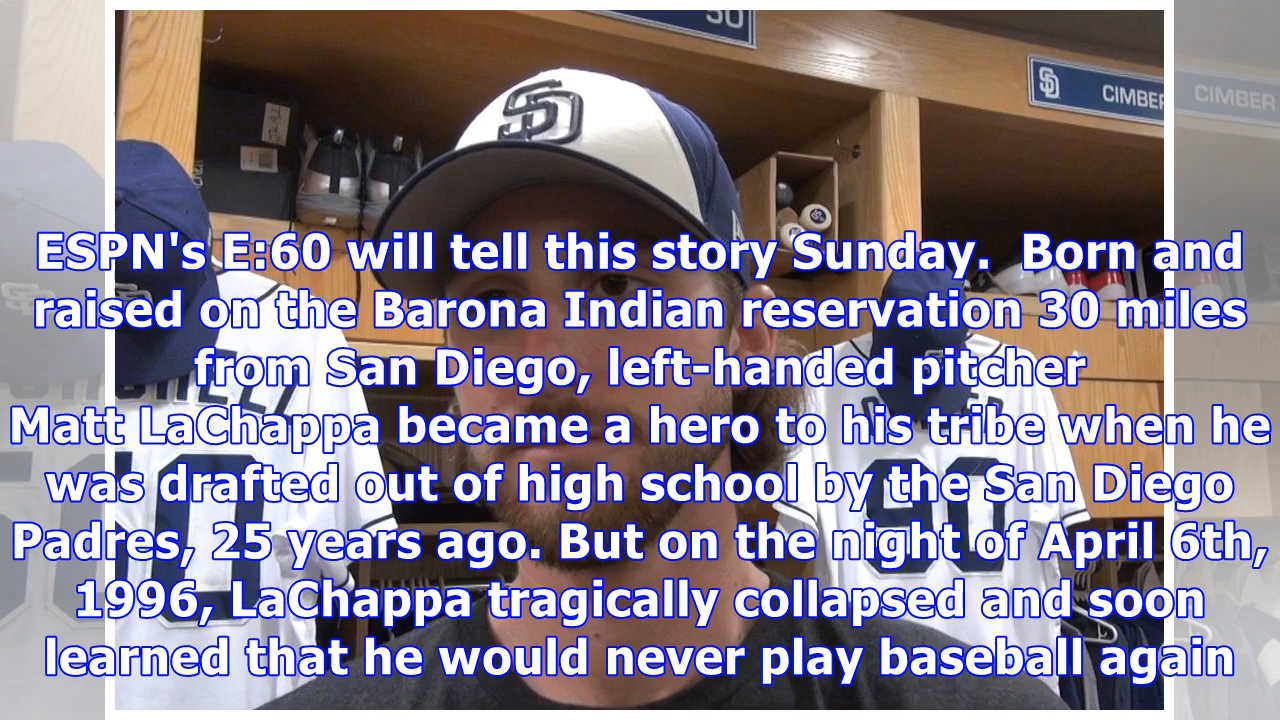 50
SD CIMBER
CIMBER
SD
ESPN's E:60 will tell this story Sunday.  Born and
raised on the Barona Indian reservation 30 miles
from San Diego, left-handed pitcher
Matt LaChappa became a hero to his tribe when he
was drafted out of high school by the San Diego
Padres, 25 years ago. But on the night of April 6th,
1996, LaChappa tragically collapsed and soon
learned that he would never play baseball again
90